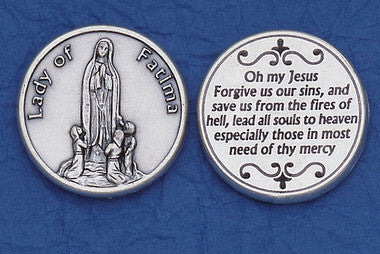 Lady of Fatima
Oh my Jesus
Forgive us our sins, and
save us from the fires of
hell, lead all souls to heaven
especially those in most
need of thy mercy